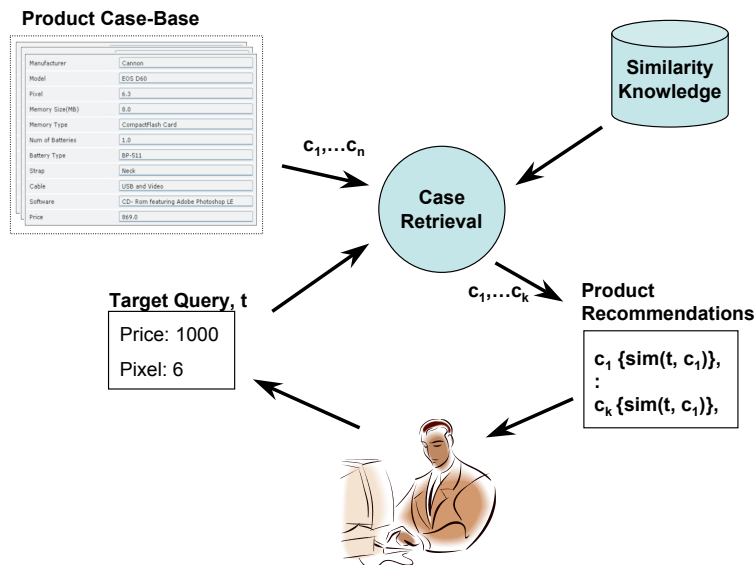 Product Case-Base
Manufacturer Cannon
Model EOS D60
Pixel 6.3
Memory Size(MB) 8.0
Memory Type CompactFlash Card
Num of Batteries 1.0
Battery Type BP-511
Strap Neck
Cable USB and Video
Software CD- Rom featuring Adobe Photoshop LE
Price 869.0
Similarity
Knowledge
c1,…cn
Case
Retrieval
c1,…ck
Target Query, t
Price: 1000
Pixel: 6
Product
Recommendations
c1 {sim(t, c1)},
:
ck {sim(t, c1)},